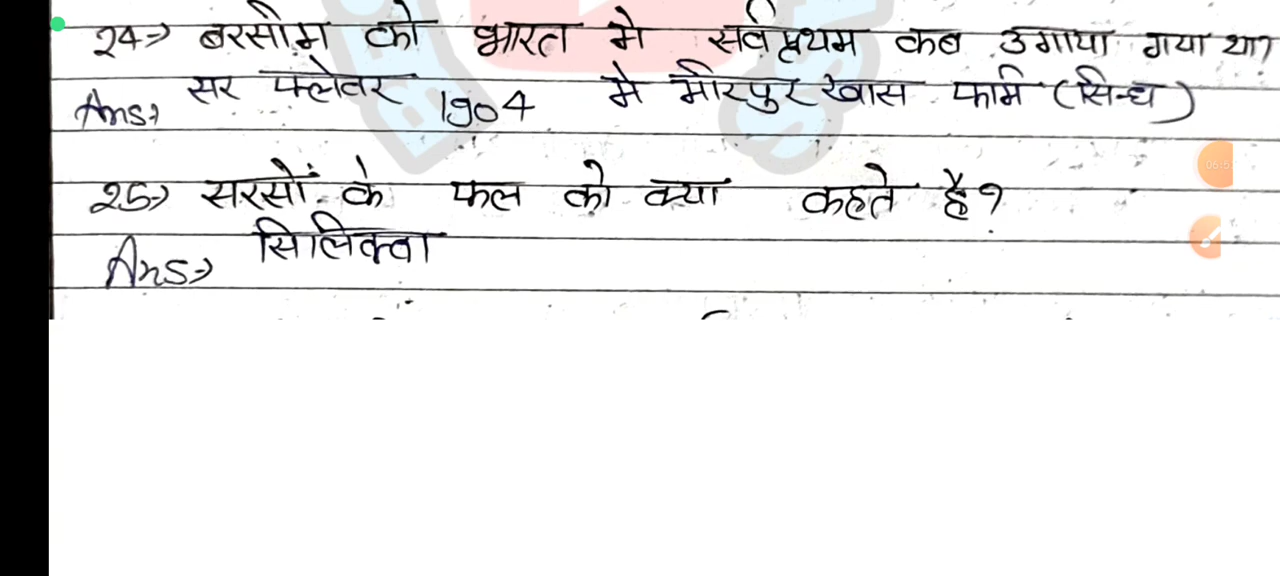 24→ बरसीम को भारत मे सर्वप्रथम कब उगाया गया था?
Ans→ सर फ्लेवर 1904 मे मीरपुर खास फार्म (सिन्ध)
25→ सरसों के फल को क्या कहते है?
Ans→ सिलिक्वा